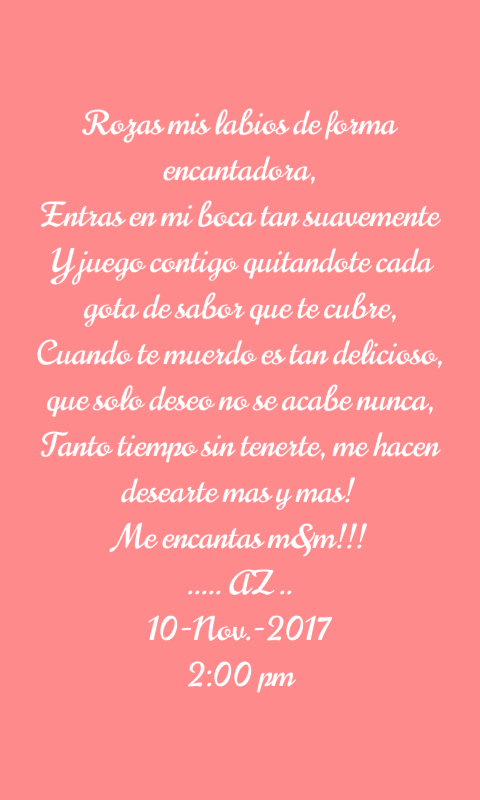 Rozas mis labios de forma
encantadora,
Entras en mi boca tan suavemente
Y juego contigo quitandote cada
gota de sabor que te cubre,
Cuando te muerdo es tan delicioso,
que solo deseo no se acabe nunca,
Tanto tiempo sin tenerte, me hacen
desearte mas y mas!
Me encantas m&m!!!
..... AZ ..
10-Nov.-2017
2:00 pm